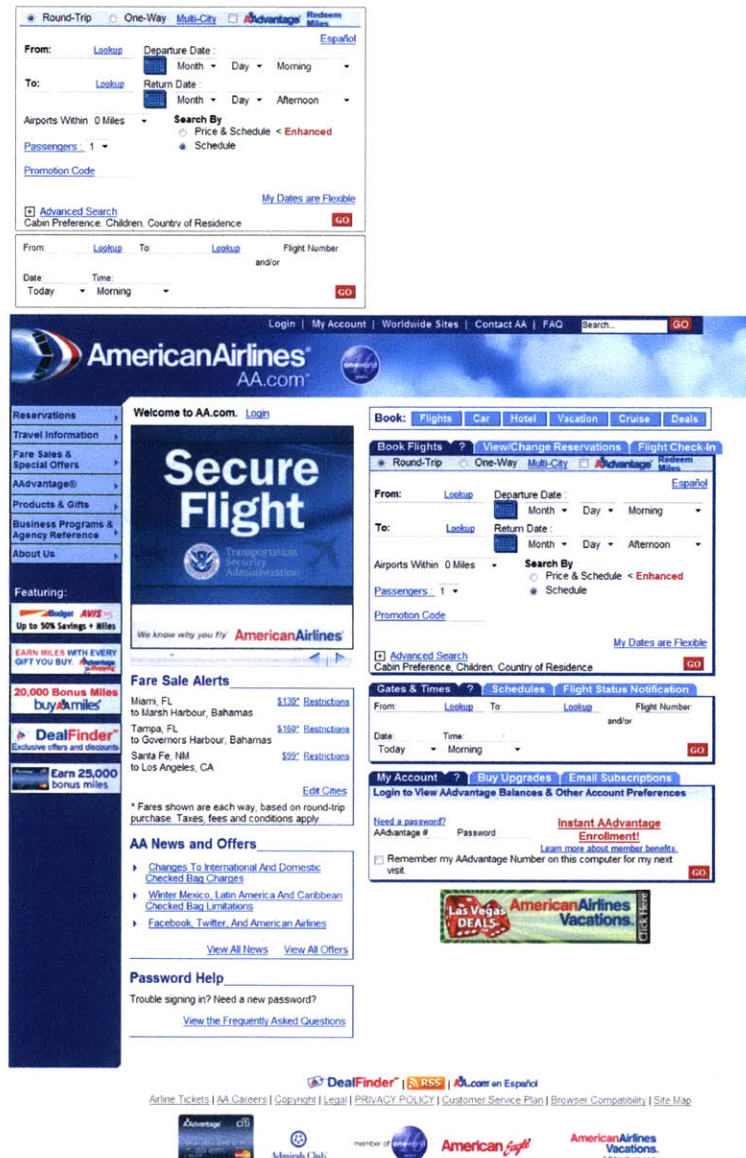 Round-Trip One-Way Multi-City AAdvantage Redeem Miles
Español
From: Lookup Departure Date :
Month Day Morning
To: Lookup Return Date :
Month Day Afternoon
Airports Within 0 Miles Search By
Price & Schedule < Enhanced
Passengers : 1 Schedule
Promotion Code
My Dates are Flexible
+ Advanced Search
Cabin Preference, Children, Country of Residence GO
From: Lookup To: Lookup Flight Number:
and/or
Date: Time:
Today Morning GO
Login | My Account | Worldwide Sites | Contact AA | FAQ Search... GO
AmericanAirlines®
AA.com®
oneworld
Reservations
Travel Information
Fare Sales &
Special Offers
AAdvantage®
Products & Gifts
Business Programs &
Agency Reference
About Us
Featuring:
Budget AVIS
Up to 50% Savings + Miles
EARN MILES WITH EVERY
GIFT YOU BUY.
20,000 Bonus Miles
buyAAmiles
DealFinder
Exclusive offers and discounts
Earn 25,000
bonus miles
Welcome to AA.com. Login
Secure
Flight
Transportation
Security
Administration
We know why you fly AmericanAirlines
Fare Sale Alerts
Miami, FL $130* Restrictions
to Marsh Harbour, Bahamas
Tampa, FL $160* Restrictions
to Governors Harbour, Bahamas
Santa Fe, NM $99* Restrictions
to Los Angeles, CA
Edit Cities
* Fares shown are each way, based on round-trip
purchase. Taxes, fees and conditions apply.
AA News and Offers
Changes To International And Domestic
Checked Bag Charges
Winter Mexico, Latin America And Caribbean
Checked Bag Limitations
Facebook, Twitter, And American Airlines
View All News View All Offers
Password Help
Trouble signing in? Need a new password?
View the Frequently Asked Questions
Book: Flights Car Hotel Vacation Cruise Deals
Book Flights ? View/Change Reservations Flight Check-In
Round-Trip One-Way Multi-City AAdvantage Redeem Miles
Español
From: Lookup Departure Date :
Month Day Morning
To: Lookup Return Date :
Month Day Afternoon
Airports Within 0 Miles Search By
Price & Schedule < Enhanced
Passengers : 1 Schedule
Promotion Code
My Dates are Flexible
+ Advanced Search
Cabin Preference, Children, Country of Residence GO
Gates & Times ? Schedules Flight Status Notification
From: Lookup To: Lookup Flight Number:
and/or
Date: Time:
Today Morning GO
My Account ? Buy Upgrades Email Subscriptions
Login to View AAdvantage Balances & Other Account Preferences
Need a password? Instant AAdvantage
AAdvantage # Password Enrollment!
Learn more about member benefits.
Remember my AAdvantage Number on this computer for my next
visit. GO
Las Vegas
DEALS
AmericanAirlines
Vacations
Click Here
DealFinder | RSS | AA.com en Español
Airline Tickets | AA Careers | Copyright | Legal | PRIVACY POLICY | Customer Service Plan | Browser Compatibility | Site Map
AAdvantage citi
Admirals Club
member of oneworld
American Eagle
AmericanAirlines
Vacations.